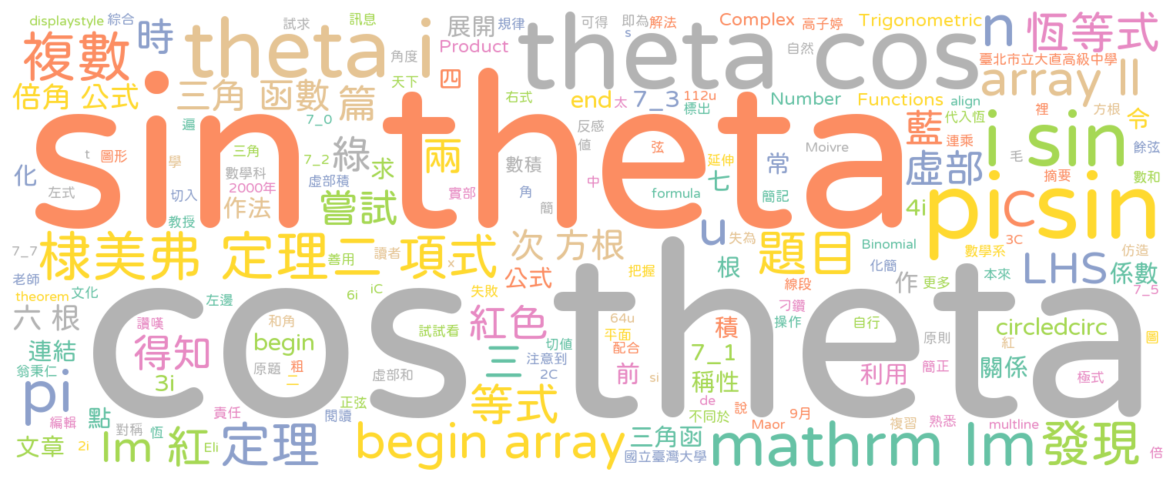 displaystyle 綜合 試求 訊息 展開 規律 可得 即為 解法 Complex 高子婷 Trigonometric n 恆等式
複數 時 theta i 角度 Product s theta cos 自然 臺北市立大直高級中學
倍角 公式 三角 函數 篇 天下 四 右式 end 太 7_3 112u 標出 Number Functions align array ll
sin theta 遍 7_0 綠 兩 反感 值 弦 藍 連乘 代入恆 裡 方根 令
化 t 圖形 三角 7_2 求 數積 延伸 常 Moivre 虛部 毛 餘弦 i sin
左式 學 數學科 虛部積 實部 角 中 formula 七 簡記 摘要 數和
切入 2000年 作法 嘗試 簡 4i C 3C pi sin
教授 u 失為 Binomial 數學系 仿造
7_7 棣美弗 定理 善用 讀者 二 項式 x 次 方根 根 題目 化簡 本來 LHS 係數
老師 theorem 文化 iC 公式 把握 線段 作 更多 7_5
六 根 讚嘆 左邊 和角 6i 失敗 64u 平面 刁鑽
連結 得知 begin 原題 粗 二 紅色 試試看 切值 配合 積 操作 自行 原則 紅 circledcirc 圖
翁秉仁 3i 虛部和 三 注意到 2C 前 7_1 稱性 利用 簡正 關係 極式
pi 編輯 點 責任 正弦 閱讀 等式 si de 不同於 說 Maor 9月 複習 熟悉 multline
文章 2i Im 對稱 恆 紅 Eli 定理 begin array 三角函 國立臺灣大學 mathrm Im 發現 倍
cos theta